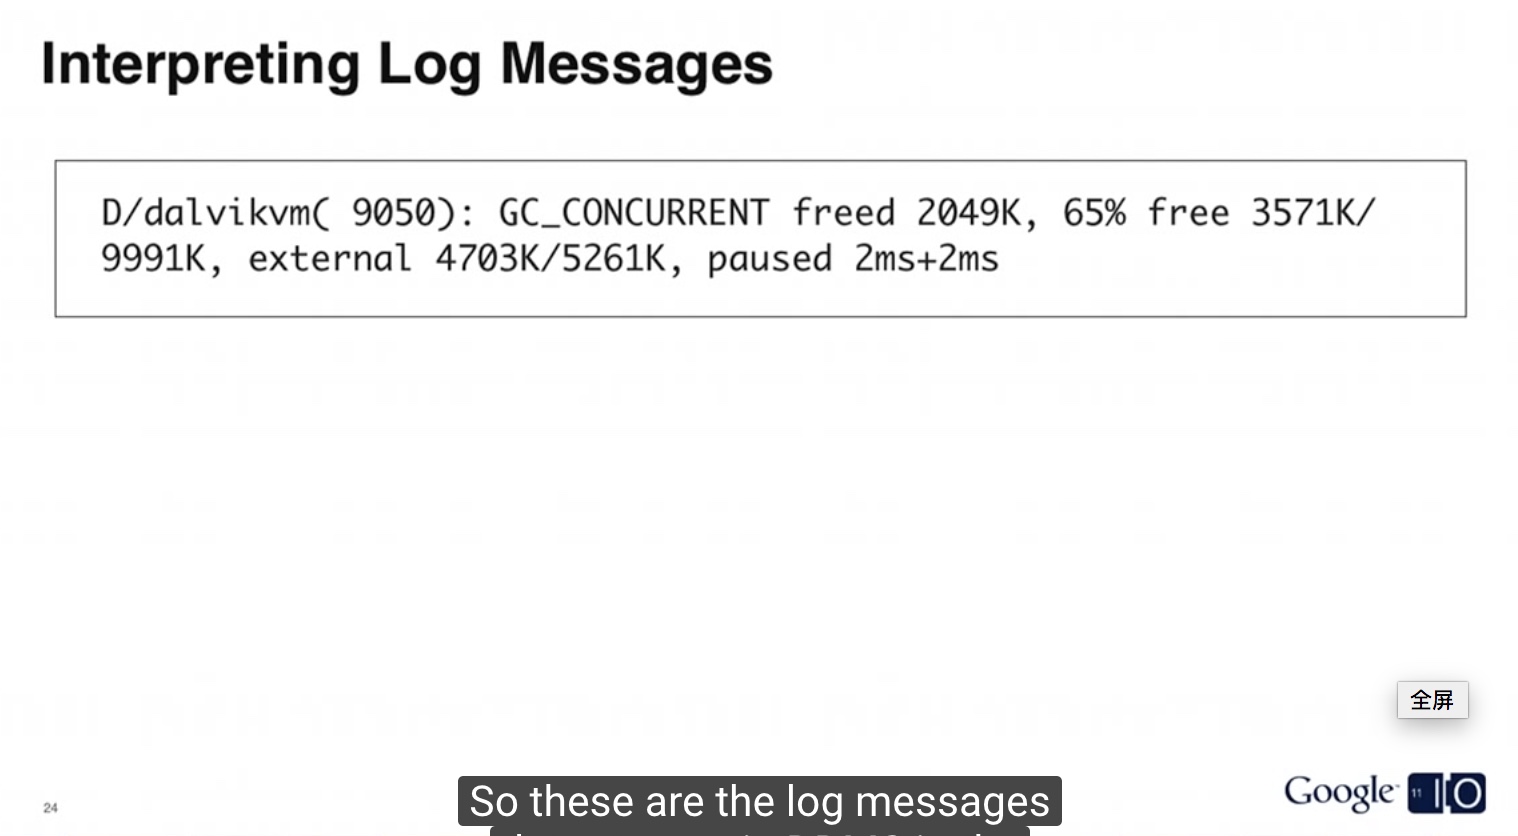 Interpreting Log Messages
D/dalvikvm( 9050): GC_CONCURRENT freed 2049K, 65% free 3571K/
9991K, external 4703K/5261K, paused 2ms+2ms
全屏
So these are the log messages
24
Google 11 IO